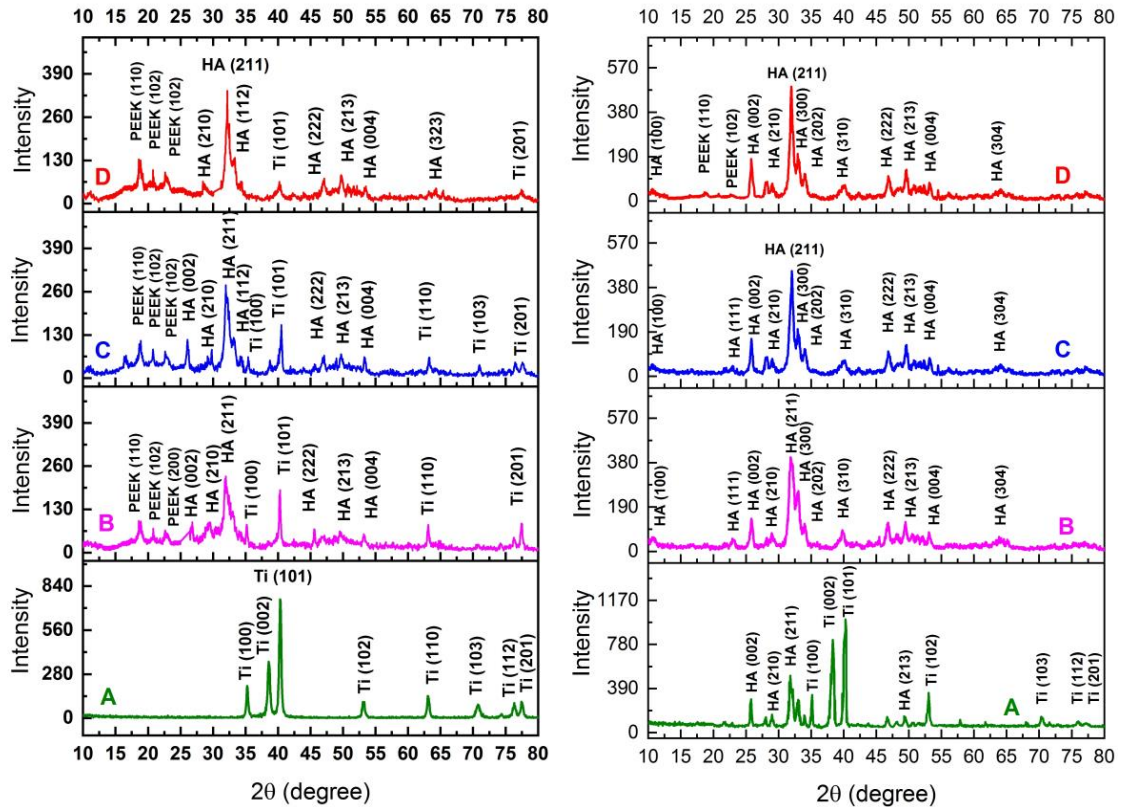 10 15 20 25 30 35 40 45 50 55 60 65 70 75 80
Intensity
490
260
130
0
PEEK (110)
PEEK (102)
PEEK (102)
HA (210)
HA (211)
HA (112)
Ti (101)
HA (222)
HA (213)
HA (004)
HA (323)
Ti (201)
D
Intensity
490
260
130
0
PEEK (110)
PEEK (102)
PEEK (102)
HA (002)
HA (210)
HA (211)
HA (112)
Ti (100)
Ti (101)
HA (222)
HA (213)
HA (004)
Ti (110)
Ti (103)
Ti (201)
C
Intensity
490
260
130
0
PEEK (110)
PEEK (102)
PEEK (200)
HA (002)
HA (210)
HA (211)
Ti (100)
Ti (101)
HA (222)
HA (213)
HA (004)
Ti (110)
Ti (201)
B
Intensity
840
560
280
0
Ti (100)
Ti (002)
Ti (101)
Ti (102)
Ti (110)
Ti (103)
Ti (112)
Ti (201)
A
10 15 20 25 30 35 40 45 50 55 60 65 70 75 80
2θ (degree)
10 15 20 25 30 35 40 45 50 55 60 65 70 75 80
Intensity
570
380
190
0
HA (100)
PEEK (110)
PEEK (102)
HA (002)
HA (210)
HA (211)
HA (300)
HA (202)
HA (310)
HA (222)
HA (213)
HA (004)
HA (304)
D
Intensity
570
380
190
0
HA (100)
HA (111)
HA (002)
HA (210)
HA (211)
HA (300)
HA (202)
HA (310)
HA (222)
HA (213)
HA (004)
HA (304)
C
Intensity
570
380
190
0
HA (100)
HA (111)
HA (002)
HA (210)
HA (211)
HA (300)
HA (202)
HA (310)
HA (222)
HA (213)
HA (004)
HA (304)
B
Intensity
1170
780
390
0
HA (002)
HA (210)
HA (211)
Ti (100)
Ti (002)
Ti (101)
HA (213)
Ti (102)
Ti (103)
Ti (112)
Ti (201)
A
10 15 20 25 30 35 40 45 50 55 60 65 70 75 80
2θ (degree)